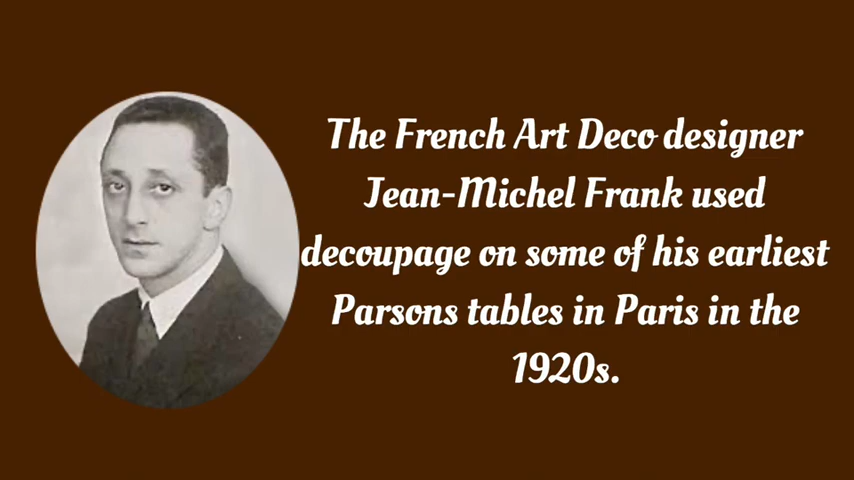 The French Art Deco designer
Jean-Michel Frank used
decoupage on some of his earliest
Parsons tables in Paris in the
1920s.